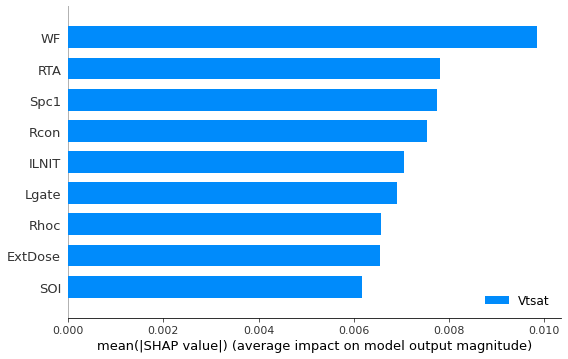 WF
RTA
Spc1
Rcon
ILNIT
Lgate
Rhoc
ExtDose
SOI
Vtsat
0.000 0.002 0.004 0.006 0.008 0.010
mean(|SHAP value|) (average impact on model output magnitude)